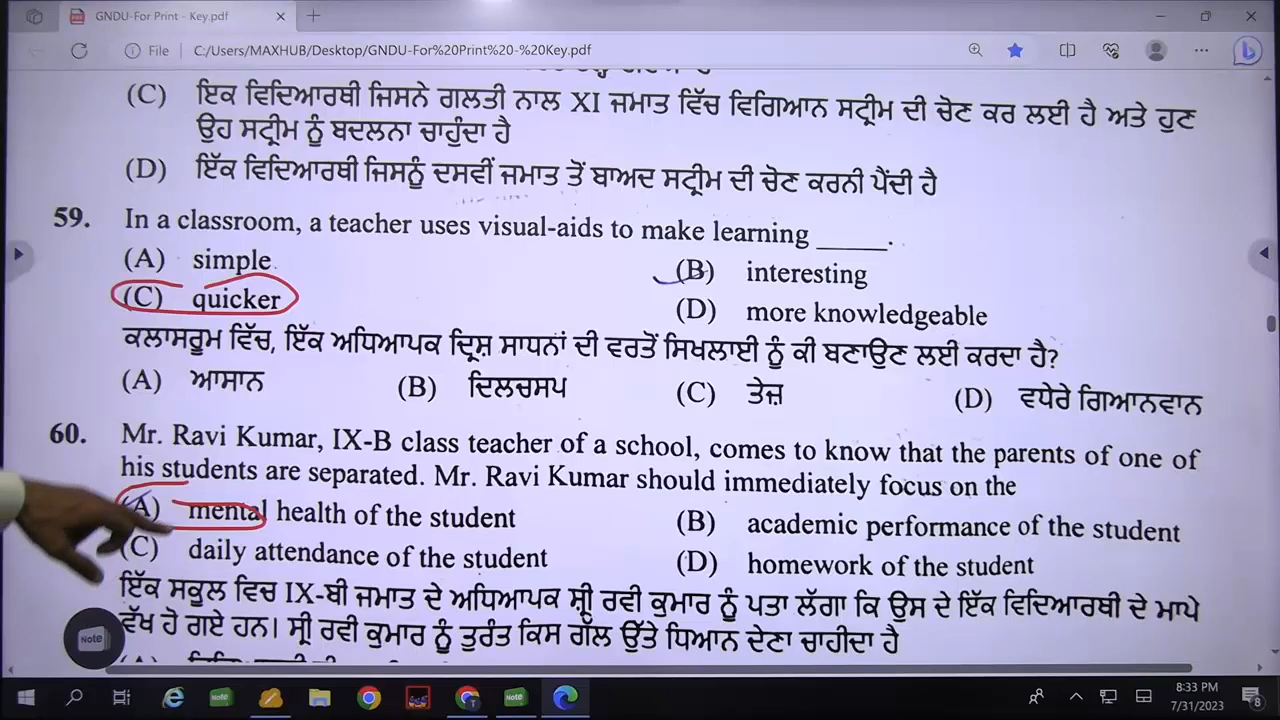 GNDU-For Print - Key.pdf
File
C:/Users/MAXHUB/Desktop/GNDU-For%20Print%20-%20Key.pdf
(C) ਇਕ ਵਿਦਿਆਰਥੀ ਜਿਸਨੇ ਗਲਤੀ ਨਾਲ XI ਜਮਾਤ ਵਿੱਚ ਵਿਗਿਆਨ ਸਟ੍ਰੀਮ ਦੀ ਚੋਣ ਕਰ ਲਈ ਹੈ ਅਤੇ ਹੁਣ
ਉਹ ਸਟ੍ਰੀਮ ਨੂੰ ਬਦਲਨਾ ਚਾਹੁੰਦਾ ਹੈ
(D) ਇੱਕ ਵਿਦਿਆਰਥੀ ਜਿਸਨੂੰ ਦਸਵੀਂ ਜਮਾਤ ਤੋਂ ਬਾਅਦ ਸਟ੍ਰੀਮ ਦੀ ਚੋਣ ਕਰਨੀ ਪੈਂਦੀ ਹੈ
59. In a classroom, a teacher uses visual-aids to make learning _____.
(A) simple (B) interesting
(C) quicker (D) more knowledgeable
ਕਲਾਸਰੂਮ ਵਿੱਚ, ਇੱਕ ਅਧਿਆਪਕ ਦ੍ਰਿਸ਼ ਸਾਧਨਾਂ ਦੀ ਵਰਤੋਂ ਸਿਖਲਾਈ ਨੂੰ ਕੀ ਬਣਾਉਣ ਲਈ ਕਰਦਾ ਹੈ?
(A) ਆਸਾਨ (B) ਦਿਲਚਸਪ (C) ਤੇਜ਼ (D) ਵਧੇਰੇ ਗਿਆਨਵਾਨ
60. Mr. Ravi Kumar, IX-B class teacher of a school, comes to know that the parents of one of
his students are separated. Mr. Ravi Kumar should immediately focus on the
(A) mental health of the student (B) academic performance of the student
(C) daily attendance of the student (D) homework of the student
ਇੱਕ ਸਕੂਲ ਵਿਚ IX-ਬੀ ਜਮਾਤ ਦੇ ਅਧਿਆਪਕ ਸ਼੍ਰੀ ਰਵੀ ਕੁਮਾਰ ਨੂੰ ਪਤਾ ਲੱਗਾ ਕਿ ਉਸ ਦੇ ਇੱਕ ਵਿਦਿਆਰਥੀ ਦੇ ਮਾਪੇ
ਵੱਖ ਹੋ ਗਏ ਹਨ। ਸ੍ਰੀ ਰਵੀ ਕੁਮਾਰ ਨੂੰ ਤੁਰੰਤ ਕਿਸ ਗੱਲ ਉੱਤੇ ਧਿਆਨ ਦੇਣਾ ਚਾਹੀਦਾ ਹੈ
Note
Note
Note
8:33 PM
7/31/2023
8